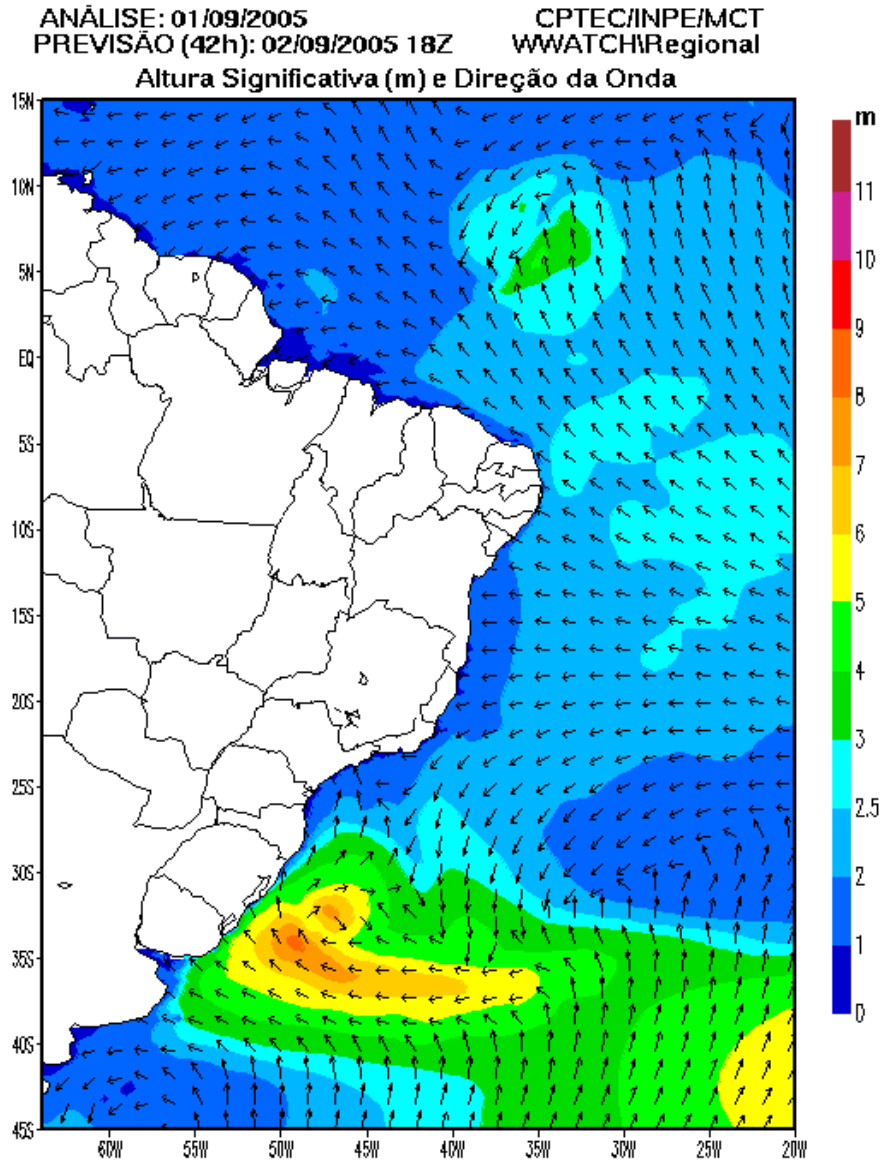 ANÁLISE: 01/09/2005 CPTEC/INPE/MCT
PREVISÃO (42h): 02/09/2005 18Z WWATCH\Regional
Altura Significativa (m) e Direção da Onda
15N
10N
5N
EQ
5S
10S
15S
20S
25S
30S
35S
40S
45S
60W 55W 50W 45W 40W 35W 30W 25W 20W
m
11
10
9
8
7
6
5
4
3
2.5
2
1
0